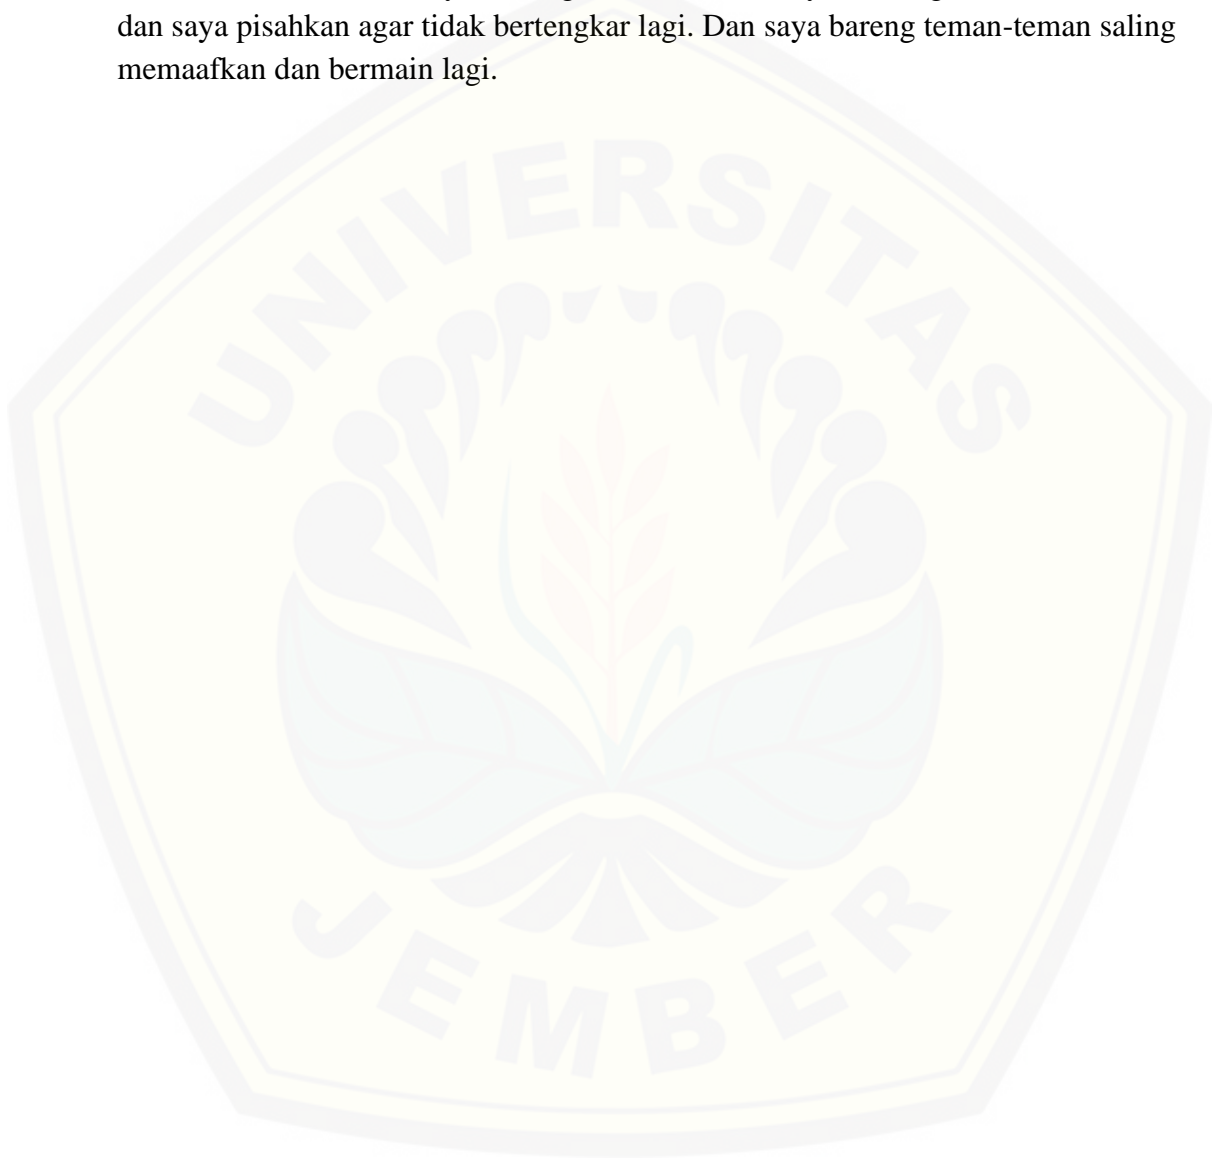 dan saya pisahkan agar tidak bertengkar lagi. Dan saya bareng teman-teman saling
memaafkan dan bermain lagi.
UNIVERSITAS
JEMBER